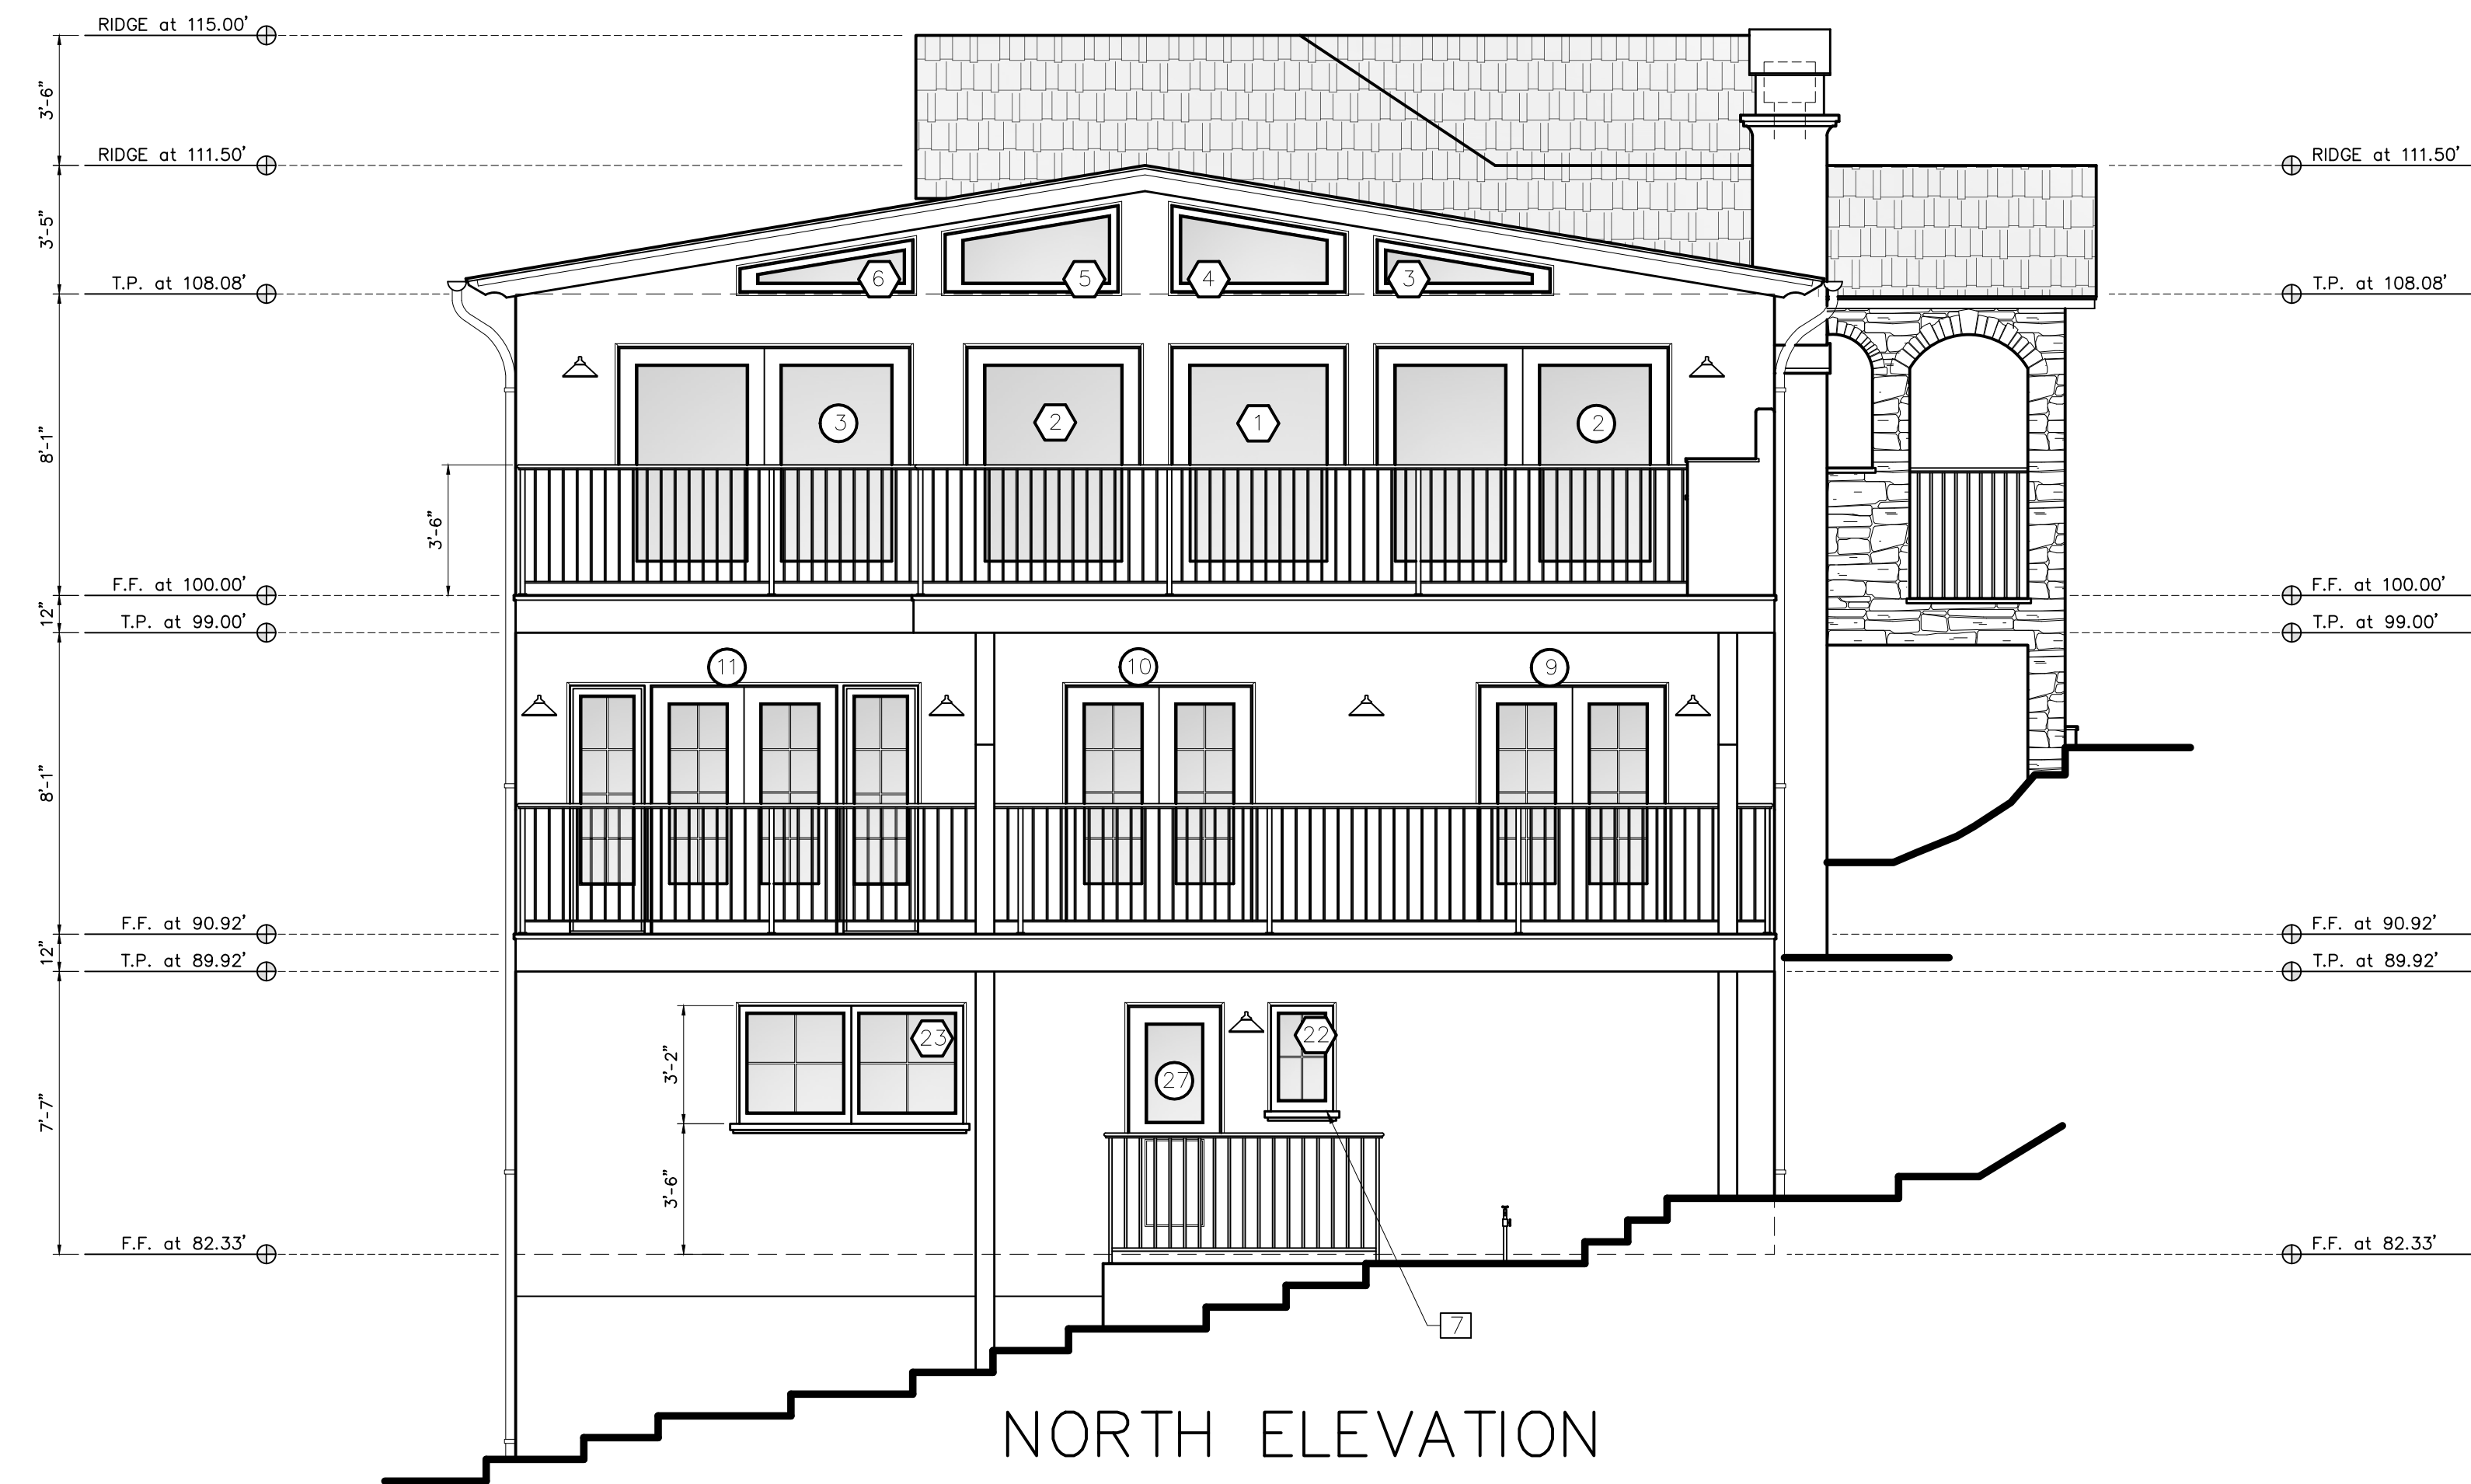 RIDGE at 115.00'
3'-6"
RIDGE at 111.50'
RIDGE at 111.50'
3'-5"
T.P. at 108.08'
T.P. at 108.08'
6
5
4
3
8'-1"
3
2
1
2
3'-6"
F.F. at 100.00'
F.F. at 100.00'
12"
T.P. at 99.00'
T.P. at 99.00'
11
10
9
8'-1"
F.F. at 90.92'
F.F. at 90.92'
12"
T.P. at 89.92'
T.P. at 89.92'
23
22
3'-2"
27
7'-7"
3'-6"
F.F. at 82.33'
F.F. at 82.33'
7
NORTH ELEVATION